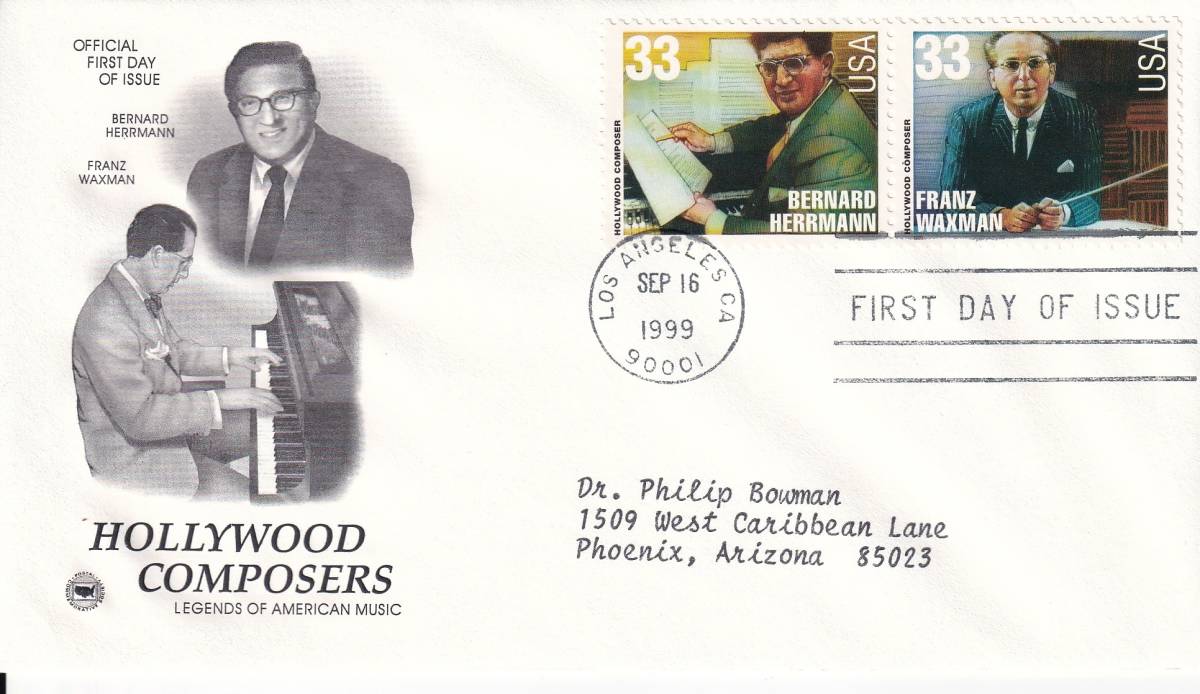 OFFICIAL
FIRST DAY
OF ISSUE
BERNARD
HERRMANN
FRANZ
WAXMAN
HOLLYWOOD
COMPOSERS
LEGENDS OF AMERICAN MUSIC
POSTAL
COMMEMORATIVE
33
USA
HOLLYWOOD COMPOSER
BERNARD
HERRMANN
33
USA
HOLLYWOOD COMPOSER
FRANZ
WAXMAN
LOS ANGELES CA
SEP 16
1999
90001
FIRST DAY OF ISSUE
Dr. Philip Bowman
1509 West Caribbean Lane
Phoenix, Arizona 85023